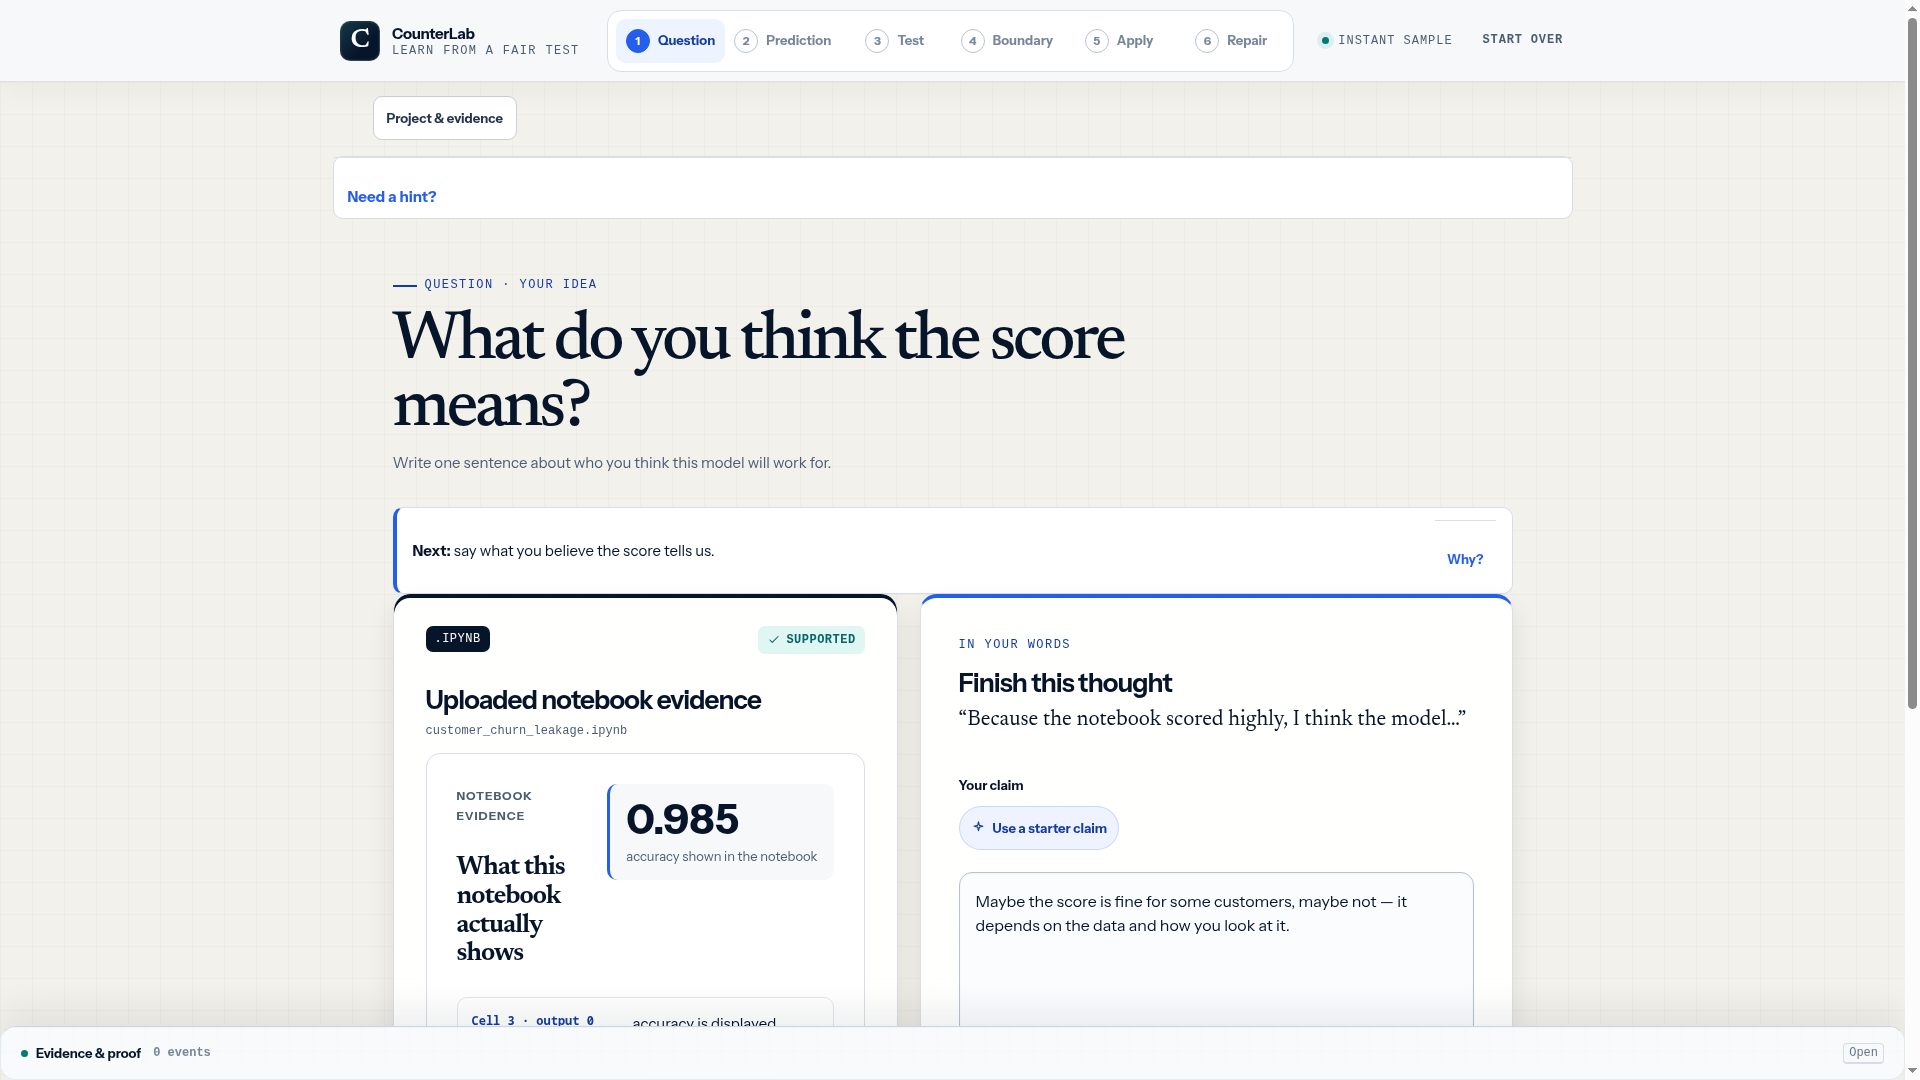 C
CounterLab
LEARN FROM A FAIR TEST
1 Question
2 Prediction
3 Test
4 Boundary
5 Apply
6 Repair
INSTANT SAMPLE
START OVER
Project & evidence
Need a hint?
QUESTION · YOUR IDEA
What do you think the score
means?
Write one sentence about who you think this model will work for.
Next: say what you believe the score tells us.
Why?
.IPYNB
✓ SUPPORTED
Uploaded notebook evidence
customer_churn_leakage.ipynb
NOTEBOOK
EVIDENCE
What this
notebook
actually
shows
0.985
accuracy shown in the notebook
Cell 3 · output 0
accuracy is displayed
IN YOUR WORDS
Finish this thought
“Because the notebook scored highly, I think the model…”
Your claim
Use a starter claim
Maybe the score is fine for some customers, maybe not — it
depends on the data and how you look at it.
Evidence & proof
0 events
Open